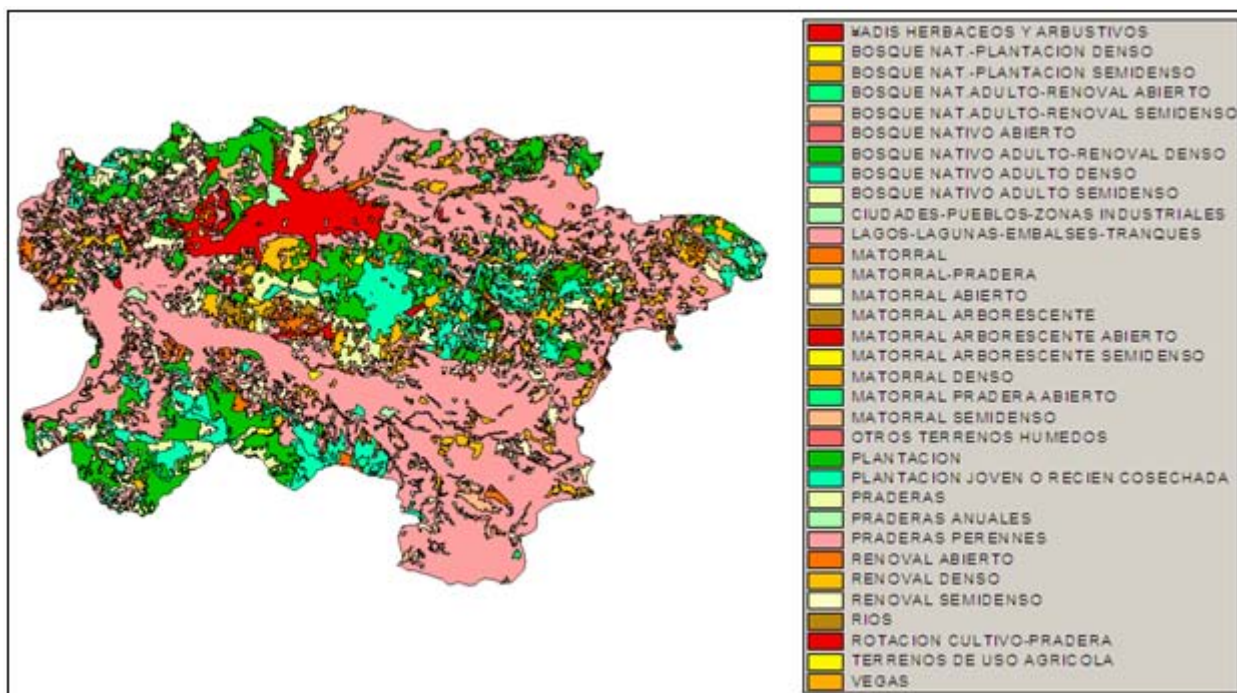 ÑADIS HERBACEOS Y ARBUSTIVOS
BOSQUE NAT.-PLANTACION DENSO
BOSQUE NAT.-PLANTACION SEMIDENSO
BOSQUE NAT.ADULTO-RENOVAL ABIERTO
BOSQUE NAT.ADULTO-RENOVAL SEMIDENSO
BOSQUE NATIVO ABIERTO
BOSQUE NATIVO ADULTO-RENOVAL DENSO
BOSQUE NATIVO ADULTO DENSO
BOSQUE NATIVO ADULTO SEMIDENSO
CIUDADES-PUEBLOS-ZONAS INDUSTRIALES
LAGOS-LAGUNAS-EMBALSES-TRANQUES
MATORRAL
MATORRAL-PRADERA
MATORRAL ABIERTO
MATORRAL ARBORESCENTE
MATORRAL ARBORESCENTE ABIERTO
MATORRAL ARBORESCENTE SEMIDENSO
MATORRAL DENSO
MATORRAL PRADERA ABIERTO
MATORRAL SEMIDENSO
OTROS TERRENOS HUMEDOS
PLANTACION
PLANTACION JOVEN O RECIEN COSECHADA
PRADERAS
PRADERAS ANUALES
PRADERAS PERENNES
RENOVAL ABIERTO
RENOVAL DENSO
RENOVAL SEMIDENSO
RIOS
ROTACION CULTIVO-PRADERA
TERRENOS DE USO AGRICOLA
VEGAS